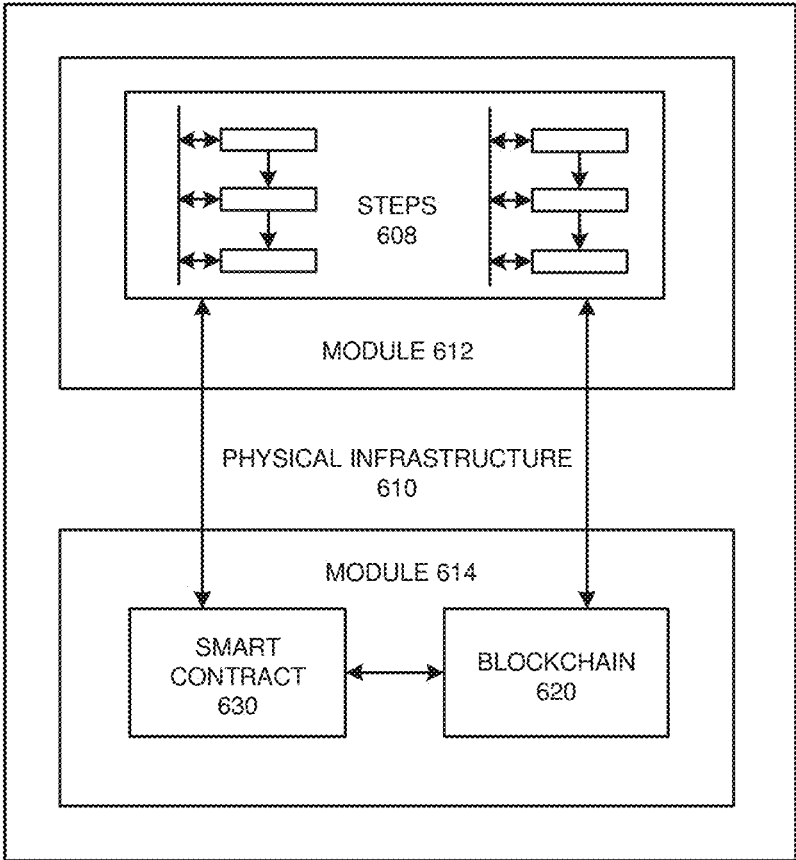 STEPS
608
MODULE 612
PHYSICAL INFRASTRUCTURE
610
MODULE 614
SMART
CONTRACT
630
BLOCKCHAIN
620